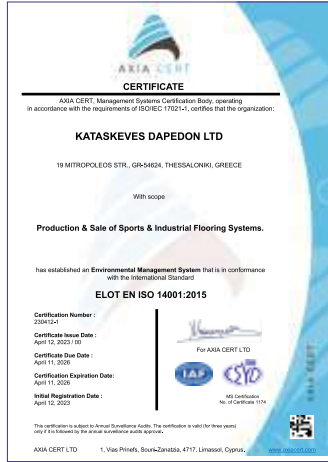 AXIA CERT
CERTIFICATE
AXIA CERT, Management Systems Certification Body, operating
in accordance with the requirements of ISO/IEC 17021-1, certifies that the organization:
KATASKEVES DAPEDON LTD
19 MITROPOLEOS STR., GR-54624, THESSALONIKI, GREECE
With scope
Production & Sale of Sports & Industrial Flooring Systems.
has established an Environmental Management System that is in conformance
with the International Standard
ELOT EN ISO 14001:2015
Certification Number :
230412-1
Certificate Issue Date :
April 12, 2023 / 00
Certificate Due Date :
April 11, 2026
Certification Expiration Date:
April 11, 2026
Initial Registration Date :
April 12, 2023
For AXIA CERT LTD
IAF
MS Certification
No. of Certificate 1174
AXIA CERT
This certification is subject to Annual Surveillance Audits. The certification is valid (for three years)
only if it is followed by the annual surveillance audits approval.
AXIA CERT LTD
1, Vias Prinefs, Souni-Zanatzia, 4717, Limassol, Cyprus.
www.axiacert.com